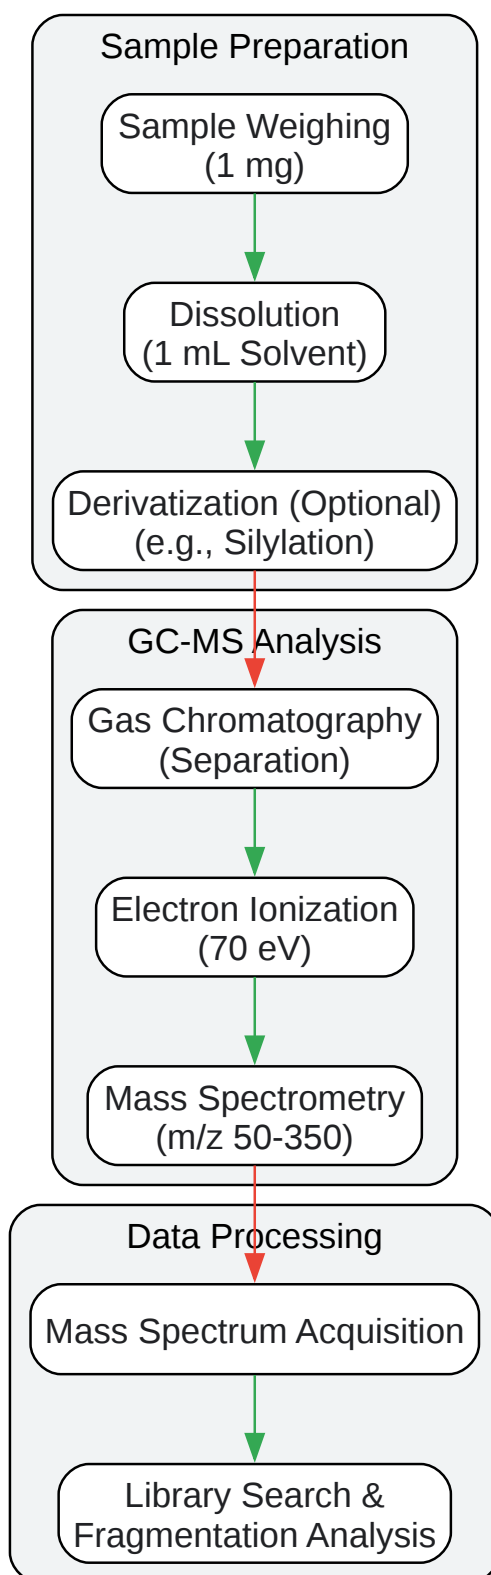 Sample Preparation
Sample Weighing
(1 mg)
Dissolution
(1 mL Solvent)
Derivatization (Optional)
(e.g., Silylation)
GC-MS Analysis
Gas Chromatography
(Separation)
Electron Ionization
(70 eV)
Mass Spectrometry
(m/z 50-350)
Data Processing
Mass Spectrum Acquisition
Library Search &
Fragmentation Analysis